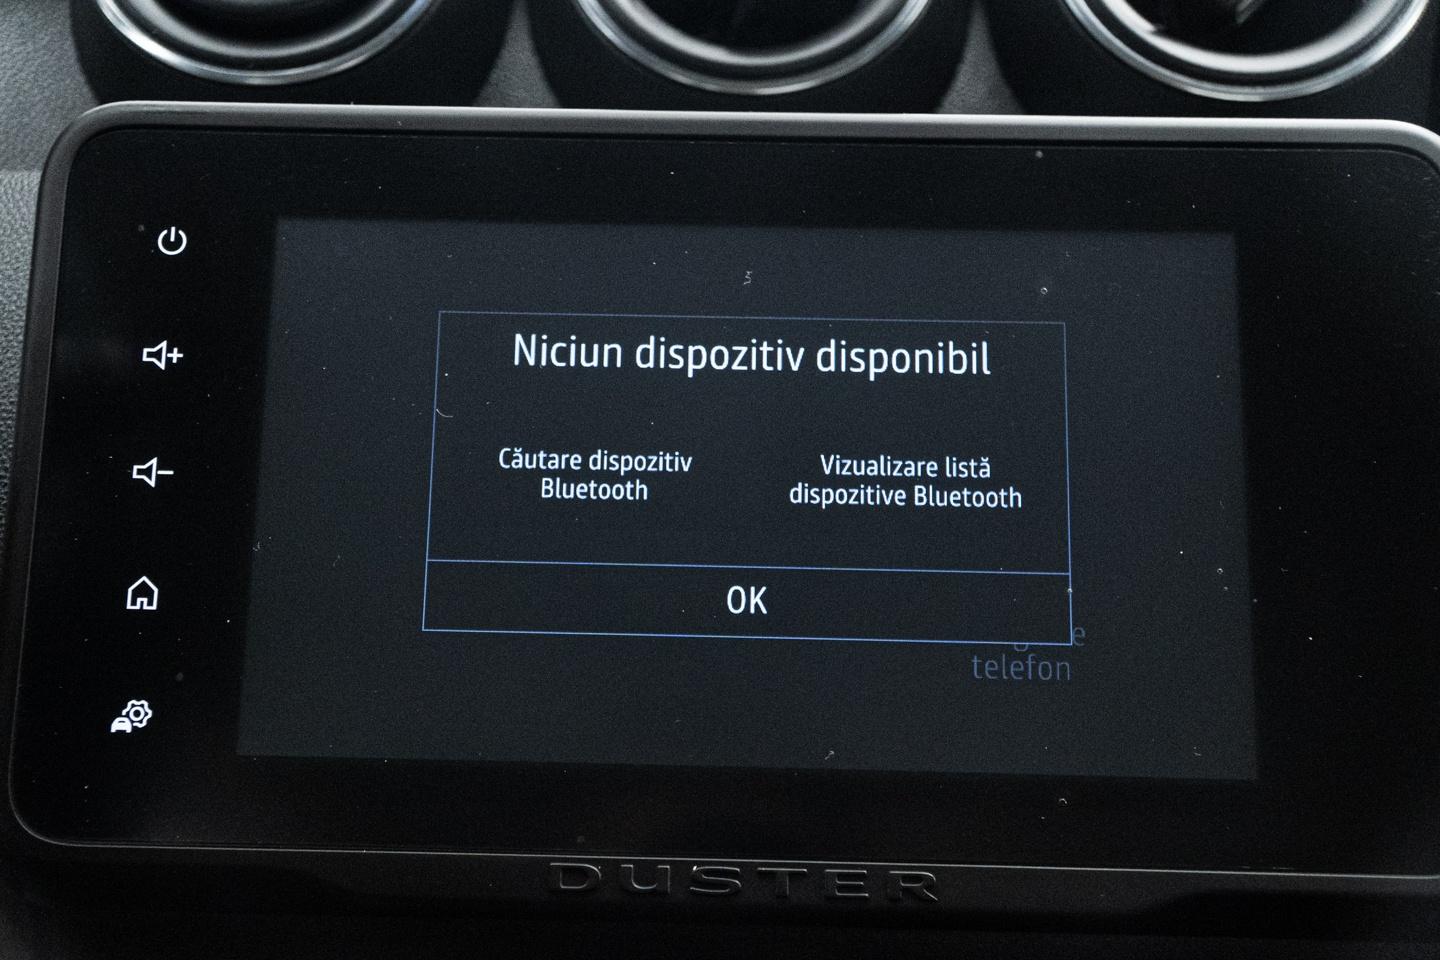 Niciun dispozitiv disponibil
Căutare dispozitiv
Bluetooth
Vizualizare listă
dispozitive Bluetooth
OK
telefon
DUSTER